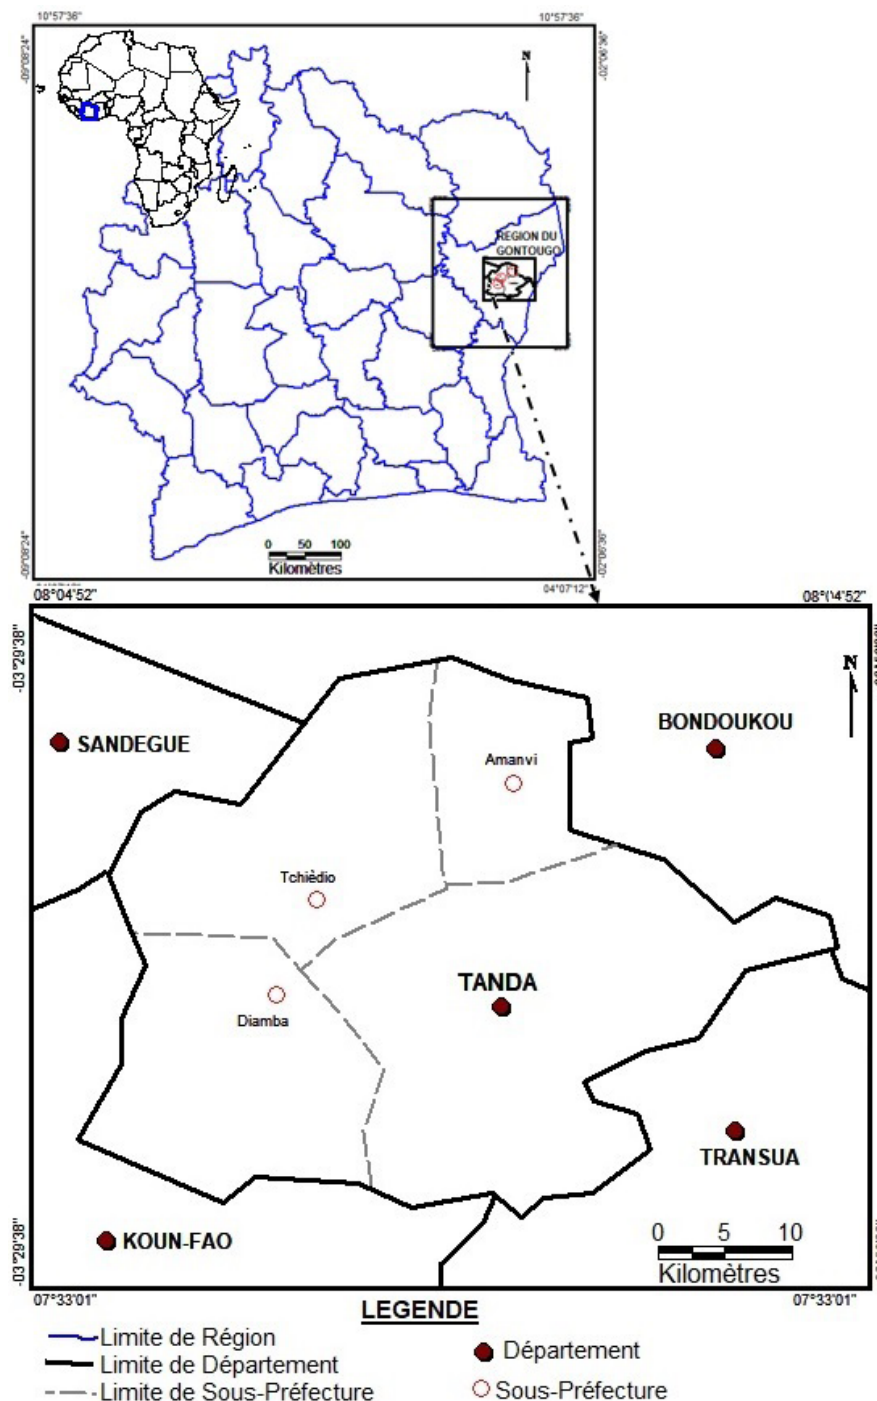 10°57'36"
10°57'36"
-09°08'24"
-02°06'36"
N
REGION DU
GONTOUGO
0 50 100
Kilomètres
-09°08'24"
-02°06'36"
04°07'12"
08°04'52"
-03°29'38"
N
BONDOUKOU
SANDEGUE
Amanvi
Tchièdio
TANDA
Diamba
TRANSUA
KOUN-FAO
0 5 10
Kilomètres
-03°29'38"
07°33'01"
07°33'01"
LEGENDE
Limite de Région
Limite de Département
Limite de Sous-Préfecture
Département
Sous-Préfecture